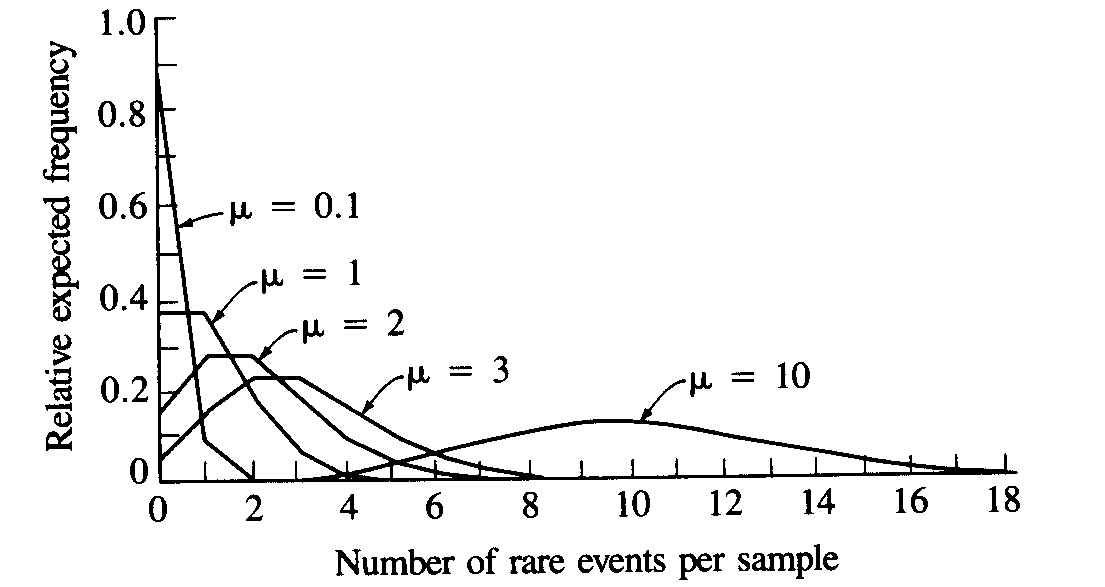 Relative expected frequency
1.0
0.8
0.6
0.4
0.2
0
μ = 0.1
μ = 1
μ = 2
μ = 3
μ = 10
0 2 4 6 8 10 12 14 16 18
Number of rare events per sample